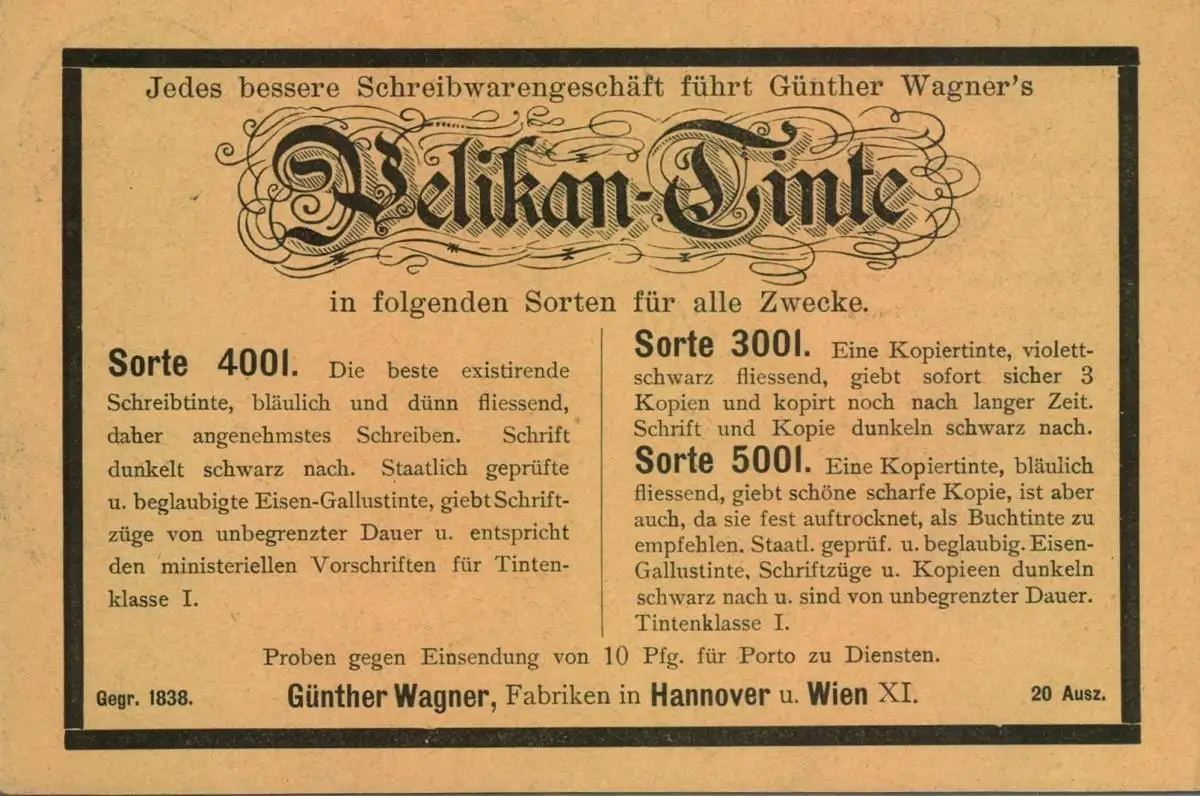 Jedes bessere Schreibwarengeschäft führt Günther Wagner's
Pelikan-Tinte
in folgenden Sorten für alle Zwecke.
Sorte 4001. Die beste existirende
Schreibtinte, bläulich und dünn fliessend,
daher angenehmstes Schreiben. Schrift
dunkelt schwarz nach. Staatlich geprüfte
u. beglaubigte Eisen-Gallustinte, giebt Schrift-
züge von unbegrenzter Dauer u. entspricht
den ministeriellen Vorschriften für Tinten-
klasse I.
Sorte 3001. Eine Kopiertinte, violett-
schwarz fliessend, giebt sofort sicher 3
Kopien und kopirt noch nach langer Zeit.
Schrift und Kopie dunkeln schwarz nach.
Sorte 5001. Eine Kopiertinte, bläulich
fliessend, giebt schöne scharfe Kopie, ist aber
auch, da sie fest auftrocknet, als Buchtinte zu
empfehlen. Staatl. geprüf. u. beglaubig. Eisen-
Gallustinte, Schriftzüge u. Kopieen dunkeln
schwarz nach u. sind von unbegrenzter Dauer.
Tintenklasse I.
Proben gegen Einsendung von 10 Pfg. für Porto zu Diensten.
Gegr. 1838. Günther Wagner, Fabriken in Hannover u. Wien XI. 20 Ausz.